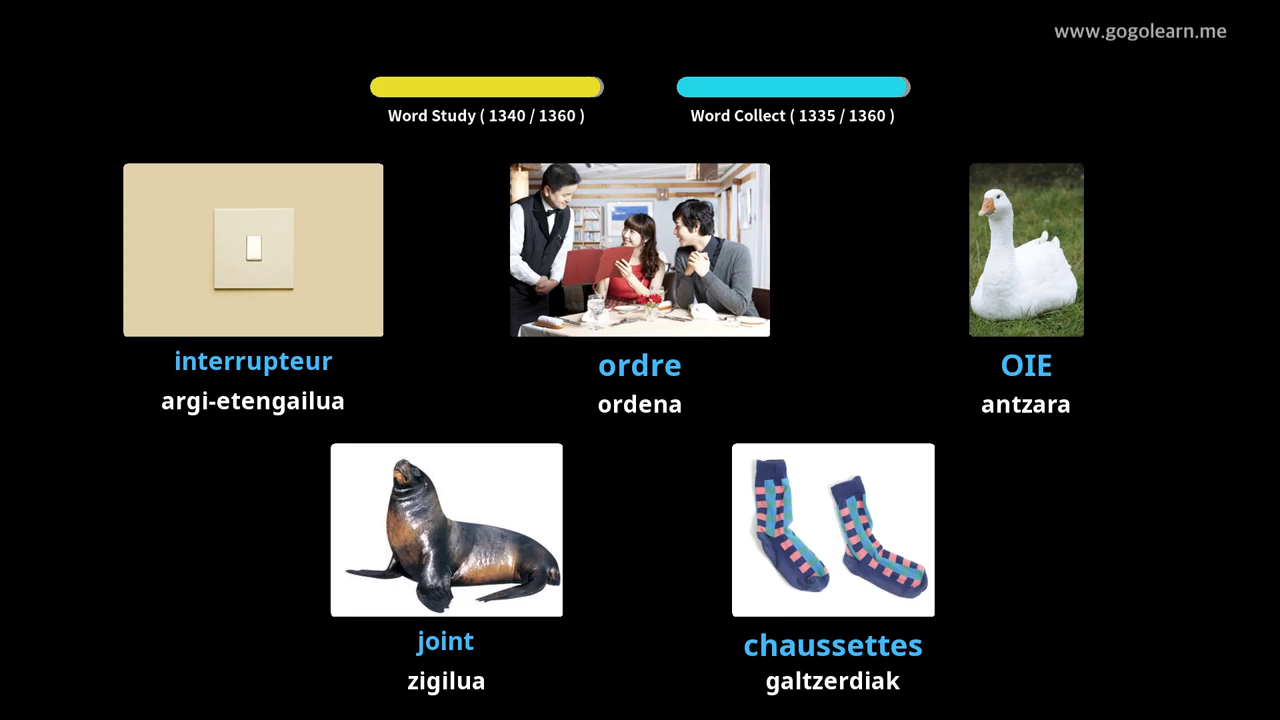 www.gogolearn.me
Word Study ( 1340 / 1360 )
Word Collect ( 1335 / 1360 )
interrupteur
argi-etengailua
ordre
ordena
OIE
antzara
joint
zigilua
chaussettes
galtzerdiak